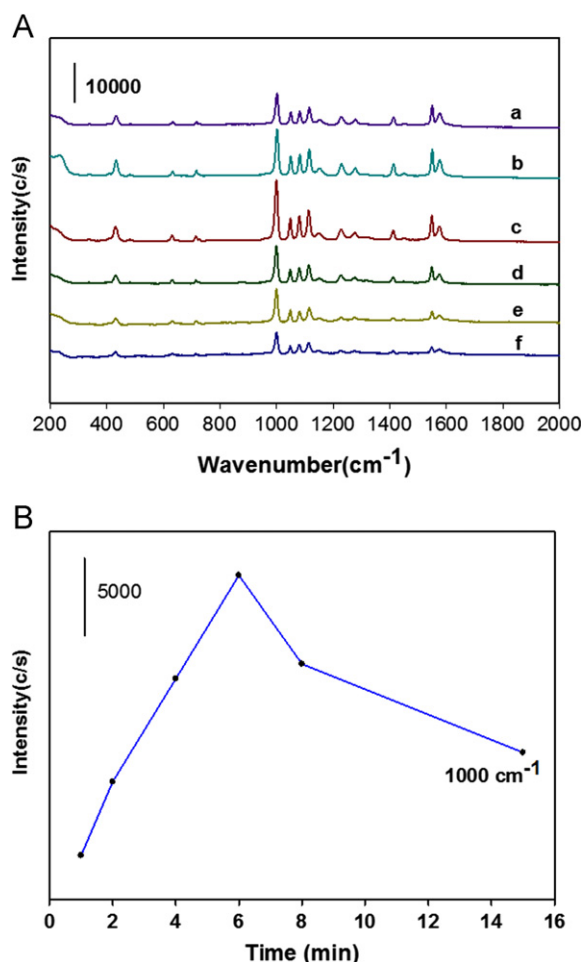 A
10000
a
b
c
d
e
f
Intensity(c/s)
200 400 600 800 1000 1200 1400 1600 1800 2000
Wavenumber(cm⁻¹)
B
5000
Intensity(c/s)
1000 cm⁻¹
0 2 4 6 8 10 12 14 16
Time (min)